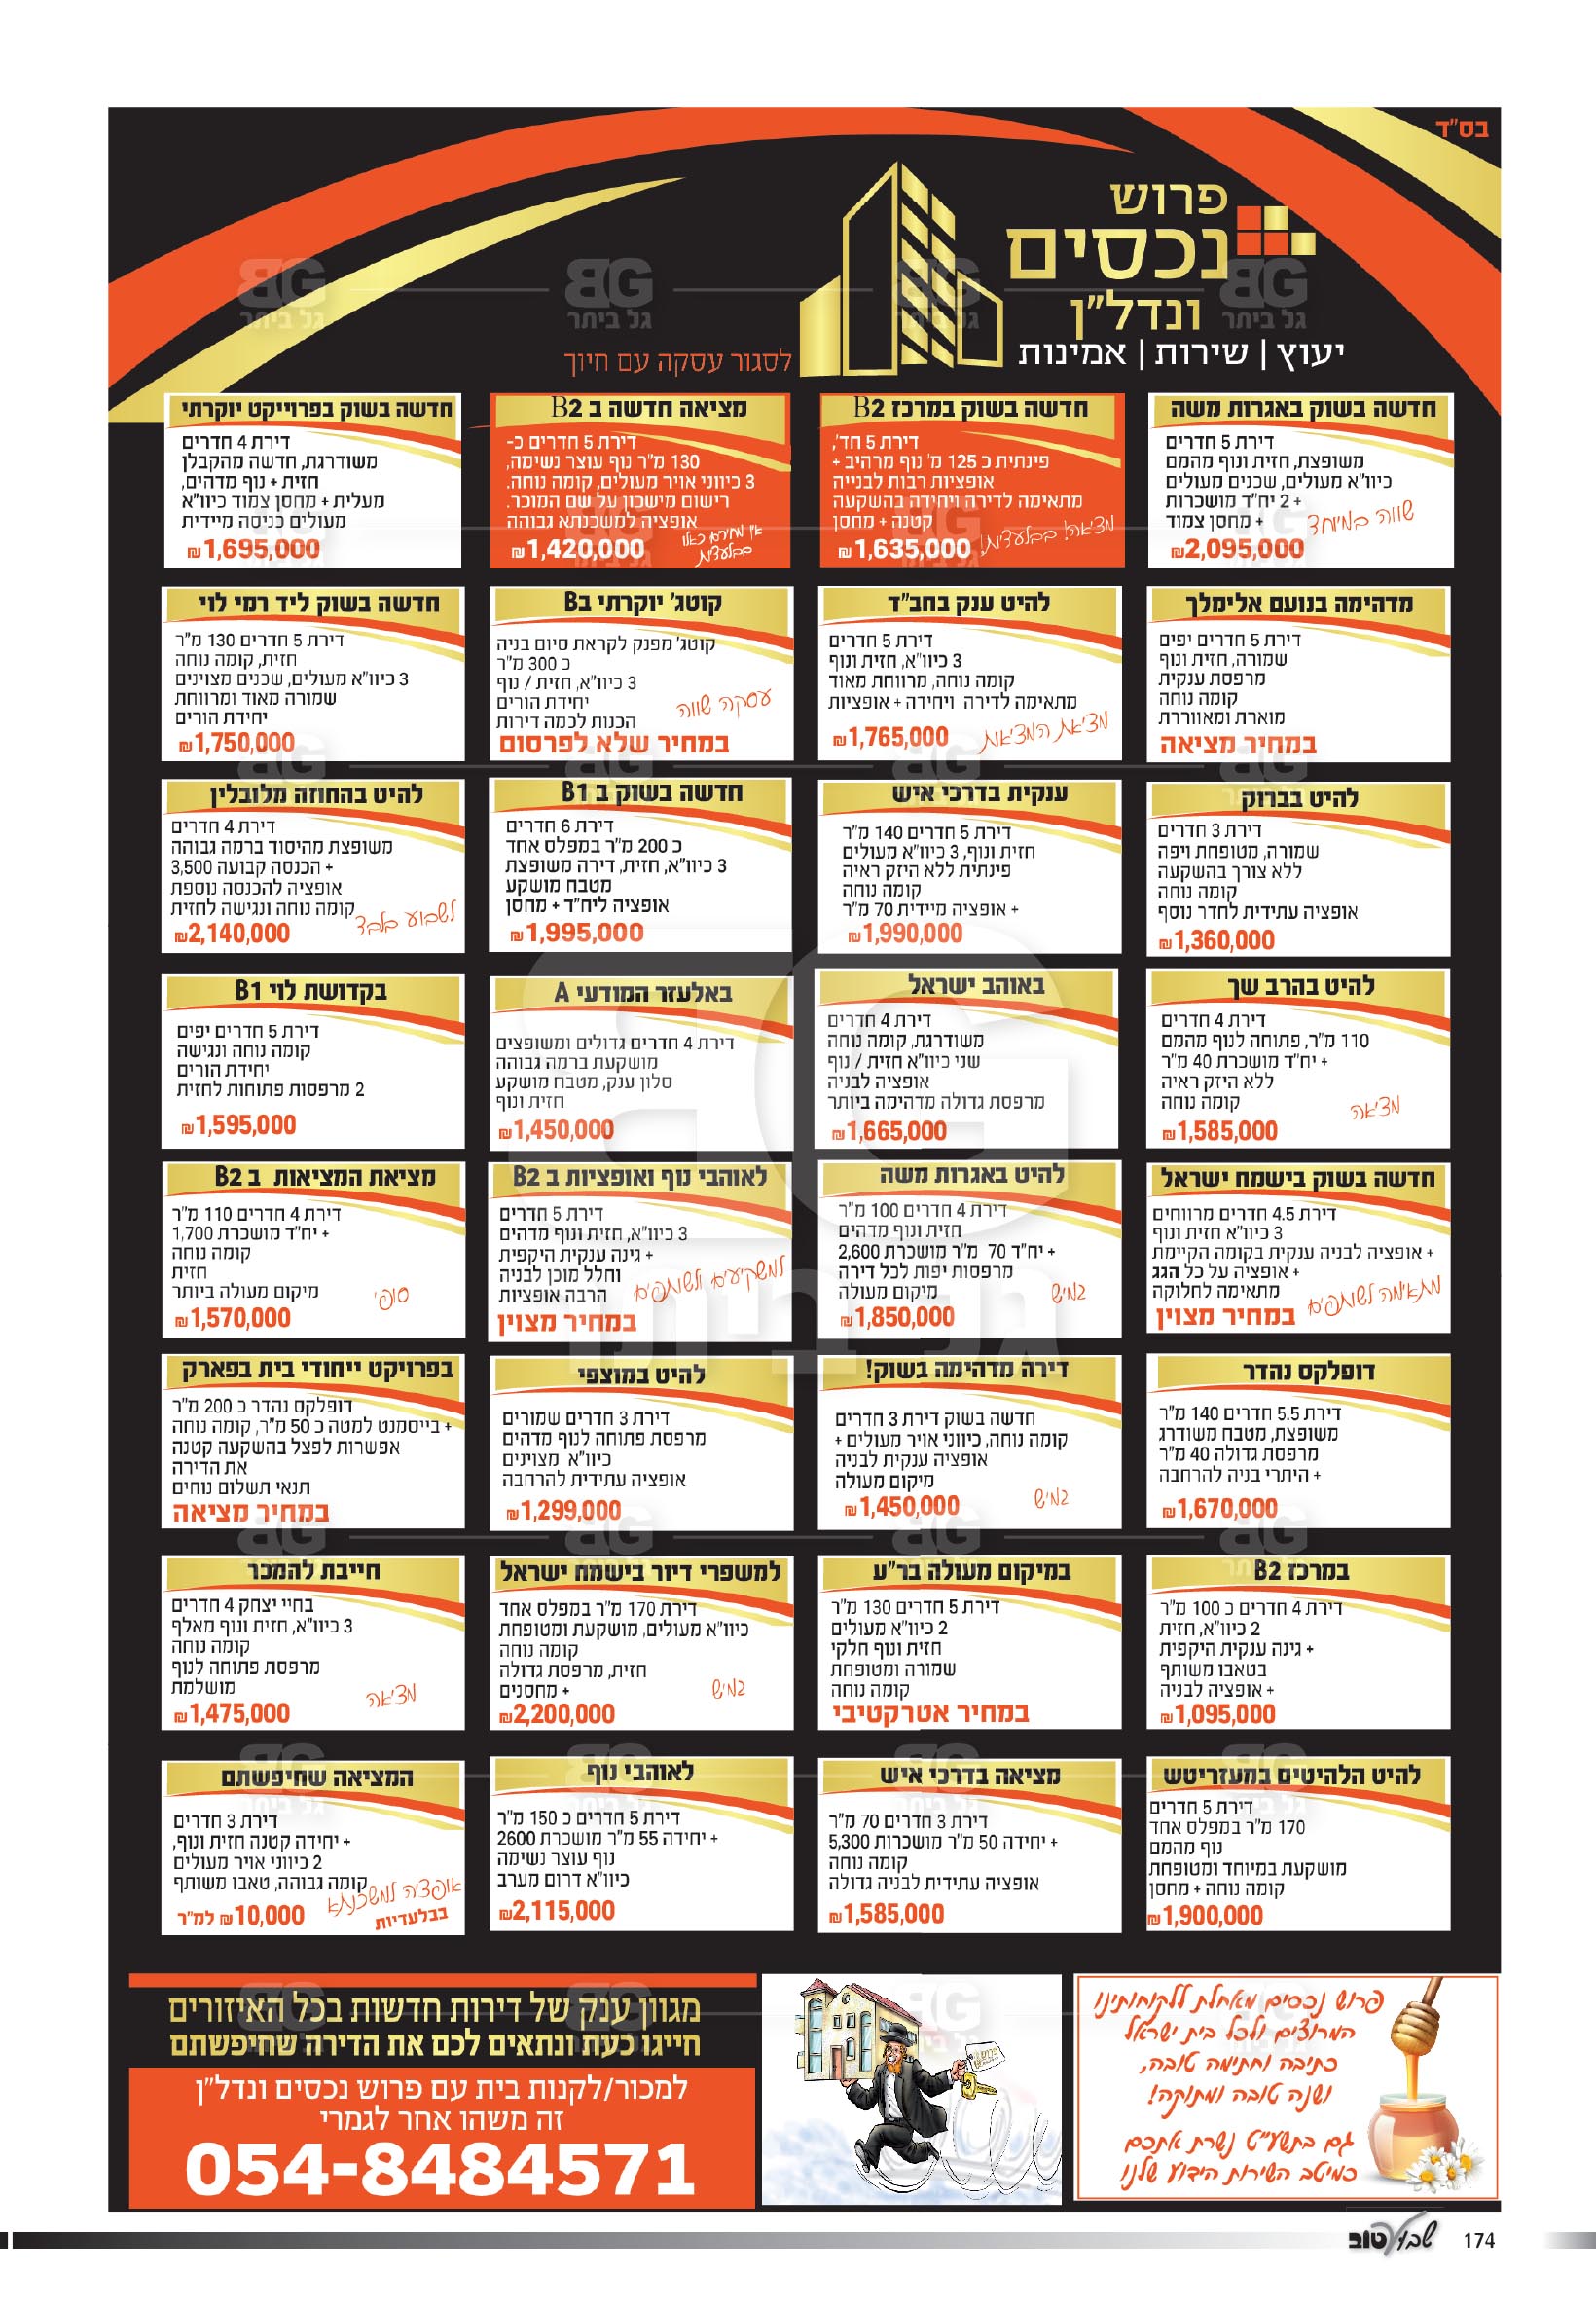 בס"ד
פרוש
נכסים
ונדל"ן
יעוץ | שירות | אמינות
לסגור עסקה עם חיוך
חדשה בשוק באגרות משה
דירת 5 חדרים
משופצת, חזית ונוף מהמם
כיוו"א מעולים, שכנים מעולים
+ 2 יח"ד מושכרות
+ מחסן צמוד
שווה במיוחד
₪2,095,000
חדשה בשוק במרכז B2
דירת 5 חד',
פינתית כ 125 מ' נוף מרהיב +
אופציות רבות לבנייה
מתאימה לדירה ויחידה בהשקעה
קטנה + מחסן
מציאה! בבלעדיות!
₪1,635,000
מציאה חדשה ב B2
דירת 5 חדרים כ-
130 מ"ר נוף עוצר נשימה,
3 כיווני אויר מעולים, קומה נוחה.
רישום מישכון על שם המוכר.
אופציה למשכנתא גבוהה
אין מחירים כאלו
בבלעדיות
₪1,420,000
חדשה בשוק בפרוייקט יוקרתי
דירת 4 חדרים
משודרגת, חדשה מהקבלן
חזית + נוף מדהים,
מעלית + מחסן צמוד כיוו"א
מעולים כניסה מיידית
₪1,695,000
מדהימה בנועם אלימלך
דירת 5 חדרים יפים
שמורה, חזית ונוף
מרפסת ענקית
קומה נוחה
מוארת ומאווררת
במחיר מציאה
להיט ענק בחב"ד
דירת 5 חדרים
3 כיוו"א, חזית ונוף
קומה נוחה, מרווחת מאוד
מתאימה לדירה ויחידה + אופציות
מציאת המציאות
₪1,765,000
קוטג' יוקרתי בB
קוטג' מפנק לקראת סיום בניה
כ 300 מ"ר
3 כיוו"א, חזית / נוף
יחידת הורים
הכנות לכמה דירות
עסקה שווה
במחיר שלא לפרסום
חדשה בשוק ליד רמי לוי
דירת 5 חדרים 130 מ"ר
חזית, קומה נוחה
3 כיוו"א מעולים, שכנים מצוינים
שמורה מאוד ומרווחת
יחידת הורים
₪1,750,000
להיט בברוק
דירת 3 חדרים
שמורה, מטופחת ויפה
ללא צורך בהשקעה
קומה נוחה
אופציה עתידית לחדר נוסף
₪1,360,000
ענקית בדרכי איש
דירת 5 חדרים 140 מ"ר
חזית ונוף, 3 כיוו"א מעולים
פינתית ללא היזק ראיה
קומה נוחה
+ אופציה מיידית 70 מ"ר
₪1,990,000
חדשה בשוק ב B1
דירת 6 חדרים
כ 200 מ"ר במפלס אחד
3 כיוו"א, חזית, דירה משופצת
מטבח מושקע
אופציה ליח"ד + מחסן
₪1,995,000
להיט בהחוזה מלובלין
דירת 4 חדרים
משופצת מהיסוד ברמה גבוהה
+ הכנסה קבועה 3,500
אופציה להכנסה נוספת
קומה נוחה ונגישה לחזית
לשבוע בלבד
₪2,140,000
להיט בהרב שך
דירת 4 חדרים
110 מ"ר, פתוחה לנוף מהמם
+ יח"ד מושכרת 40 מ"ר
ללא היזק ראיה
קומה נוחה
מציאה
₪1,585,000
באוהב ישראל
דירת 4 חדרים
משודרגת, קומה נוחה
שני כיוו"א חזית / נוף
אופציה לבניה
מרפסת גדולה מדהימה ביותר
₪1,665,000
באלעזר המודעי A
דירת 4 חדרים גדולים ומשופצים
מושקעת ברמה גבוהה
סלון ענק, מטבח מושקע
חזית ונוף
₪1,450,000
בקדושת לוי B1
דירת 5 חדרים יפים
קומה נוחה ונגישה
יחידת הורים
2 מרפסות פתוחות לחזית
₪1,595,000
חדשה בשוק בישמח ישראל
דירת 4.5 חדרים מרווחים
3 כיוו"א חזית ונוף
+ אופציה לבניה ענקית בקומה הקיימת
+ אופציה על כל הגג
מתאימה לחלוקה
מתאימה לשותפים
במחיר מצוין
להיט באגרות משה
דירת 4 חדרים 100 מ"ר
חזית ונוף מדהים
+ יח"ד 70 מ"ר מושכרת 2,600
מרפסות יפות לכל דירה
מיקום מעולה
גמיש
₪1,850,000
לאוהבי נוף ואופציות ב B2
דירת 5 חדרים
3 כיוו"א, חזית ונוף מדהים
+ גינה ענקית היקפית
וחלל מוכן לבניה
הרבה אופציות
למשקיעים ולשותפים
במחיר מצוין
מציאת המציאות ב B2
דירת 4 חדרים 110 מ"ר
+ יח"ד מושכרת 1,700
קומה נוחה
חזית
מיקום מעולה ביותר
סופי
₪1,570,000
דופלקס נהדר
דירת 5.5 חדרים 140 מ"ר
משופצת, מטבח משודרג
מרפסת גדולה 40 מ"ר
+ היתרי בניה להרחבה
₪1,670,000
דירה מדהימה בשוק!
חדשה בשוק דירת 3 חדרים
קומה נוחה, כיווני אויר מעולים +
אופציה ענקית לבניה
מיקום מעולה
גמיש
₪1,450,000
להיט במוצפי
דירת 3 חדרים שמורים
מרפסת פתוחה לנוף מדהים
כיוו"א מצוינים
אופציה עתידית להרחבה
₪1,299,000
בפרויקט ייחודי בית בפארק
דופלקס נהדר כ 200 מ"ר
+ בייסמנט למטה כ 50 מ"ר, קומה נוחה
אפשרות לפצל בהשקעה קטנה
את הדירה
תנאי תשלום נוחים
במחיר מציאה
במרכז B2
דירת 4 חדרים כ 100 מ"ר
2 כיוו"א, חזית
+ גינה ענקית היקפית
בטאבו משותף
+ אופציה לבניה
₪1,095,000
במיקום מעולה בר"ע
דירת 5 חדרים 130 מ"ר
2 כיוו"א מעולים
חזית ונוף חלקי
שמורה ומטופחת
קומה נוחה
במחיר אטרקטיבי
למשפרי דיור בישמח ישראל
דירת 170 מ"ר במפלס אחד
כיוו"א מעולים, מושקעת ומטופחת
קומה נוחה
חזית, מרפסת גדולה
+ מחסנים
גמיש
₪2,200,000
חייבת להמכר
בחיי יצחק 4 חדרים
3 כיוו"א, חזית ונוף מאלף
קומה נוחה
מרפסת פתוחה לנוף
מושלמת
מציאה
₪1,475,000
להיט הלהיטים במעזריטש
דירת 5 חדרים
170 מ"ר במפלס אחד
נוף מהמם
מושקעת במיוחד ומטופחת
קומה נוחה + מחסן
₪1,900,000
מציאה בדרכי איש
דירת 3 חדרים 70 מ"ר
+ יחידה 50 מ"ר מושכרות 5,300
קומה נוחה
אופציה עתידית לבניה גדולה
₪1,585,000
לאוהבי נוף
דירת 5 חדרים כ 150 מ"ר
+ יחידה 55 מ"ר מושכרת 2600
נוף עוצר נשימה
כיוו"א דרום מערב
₪2,115,000
המציאה שחיפשתם
דירת 3 חדרים
+ יחידה קטנה חזית ונוף,
2 כיווני אויר מעולים
קומה גבוהה, טאבו משותף
אופציה למשכנתא
בבלעדיות
10,000₪ למ"ר
פרוש נכסים מאחלת ללקוחותינו
המרוצים ולכל בית ישראל
כתיבה וחתימה טובה,
ושנה טובה ומתוקה!
גם בתשע"ט נשרת אתכם
כמיטב השירות הידוע שלנו
מגוון ענק של דירות חדשות בכל האיזורים
חייגו כעת ונתאים לכם את הדירה שחיפשתם
למכור/לקנות בית עם פרוש נכסים ונדל"ן
זה משהו אחר לגמרי
054-8484571
שבוע טוב
174
BG
גל ביתר